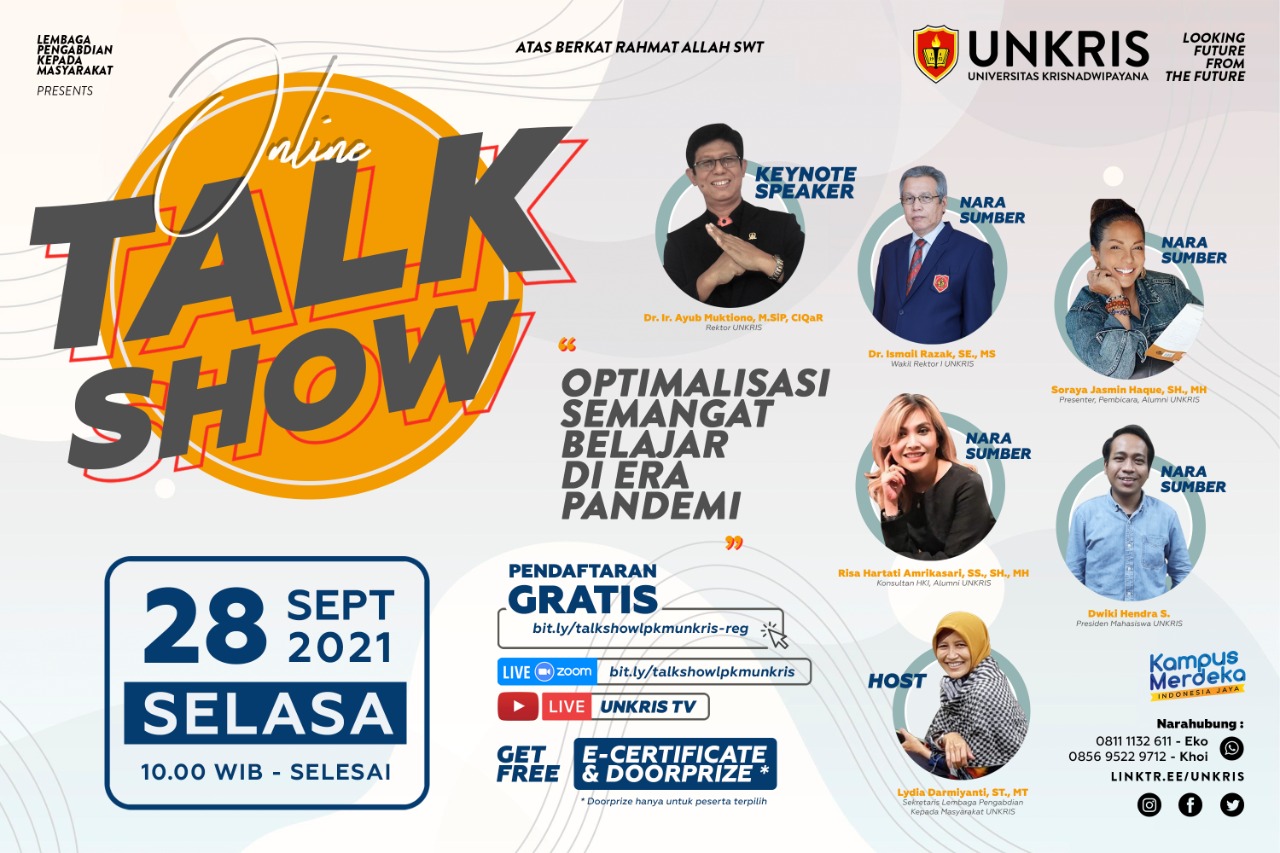 LEMBAGA
PENGABDIAN
KEPADA
MASYARAKAT
PRESENTS
ATAS BERKAT RAHMAT ALLAH SWT
UNKRIS
UNIVERSITAS KRISNADWIPAYANA
LOOKING
FUTURE
FROM
THE FUTURE
Online
TALK
SHOW
KEYNOTE
SPEAKER
Dr. Ir. Ayub Muktiono, M.SiP, CIQaR
Rektor UNKRIS
NARA
SUMBER
Dr. Ismail Razak, SE., MS
Wakil Rektor I UNKRIS
NARA
SUMBER
Soraya Jasmin Haque, SH., MH
Presenter, Pembicara, Alumni UNKRIS
“
OPTIMALISASI
SEMANGAT
BELAJAR
DI ERA
PANDEMI
”
NARA
SUMBER
Risa Hartati Amrikasari, SS., SH., MH
Konsultan HKI, Alumni UNKRIS
NARA
SUMBER
Dwiki Hendra S.
Presiden Mahasiswa UNKRIS
28
SEPT
2021
SELASA
10.00 WIB - SELESAI
PENDAFTARAN
GRATIS
bit.ly/talkshowlpkmunkris-reg
LIVE zoom bit.ly/talkshowlpkmunkris
LIVE UNKRIS TV
GET
FREE
E-CERTIFICATE
& DOORPRIZE *
* Doorprize hanya untuk peserta terpilih
HOST
Lydia Darmiyanti, ST., MT
Sekretaris Lembaga Pengabdian
Kepada Masyarakat UNKRIS
Kampus
Merdeka
INDONESIA JAYA
Narahubung :
0811 1132 611 - Eko
0856 9522 9712 - Khoi
LINKTR.EE/UNKRIS